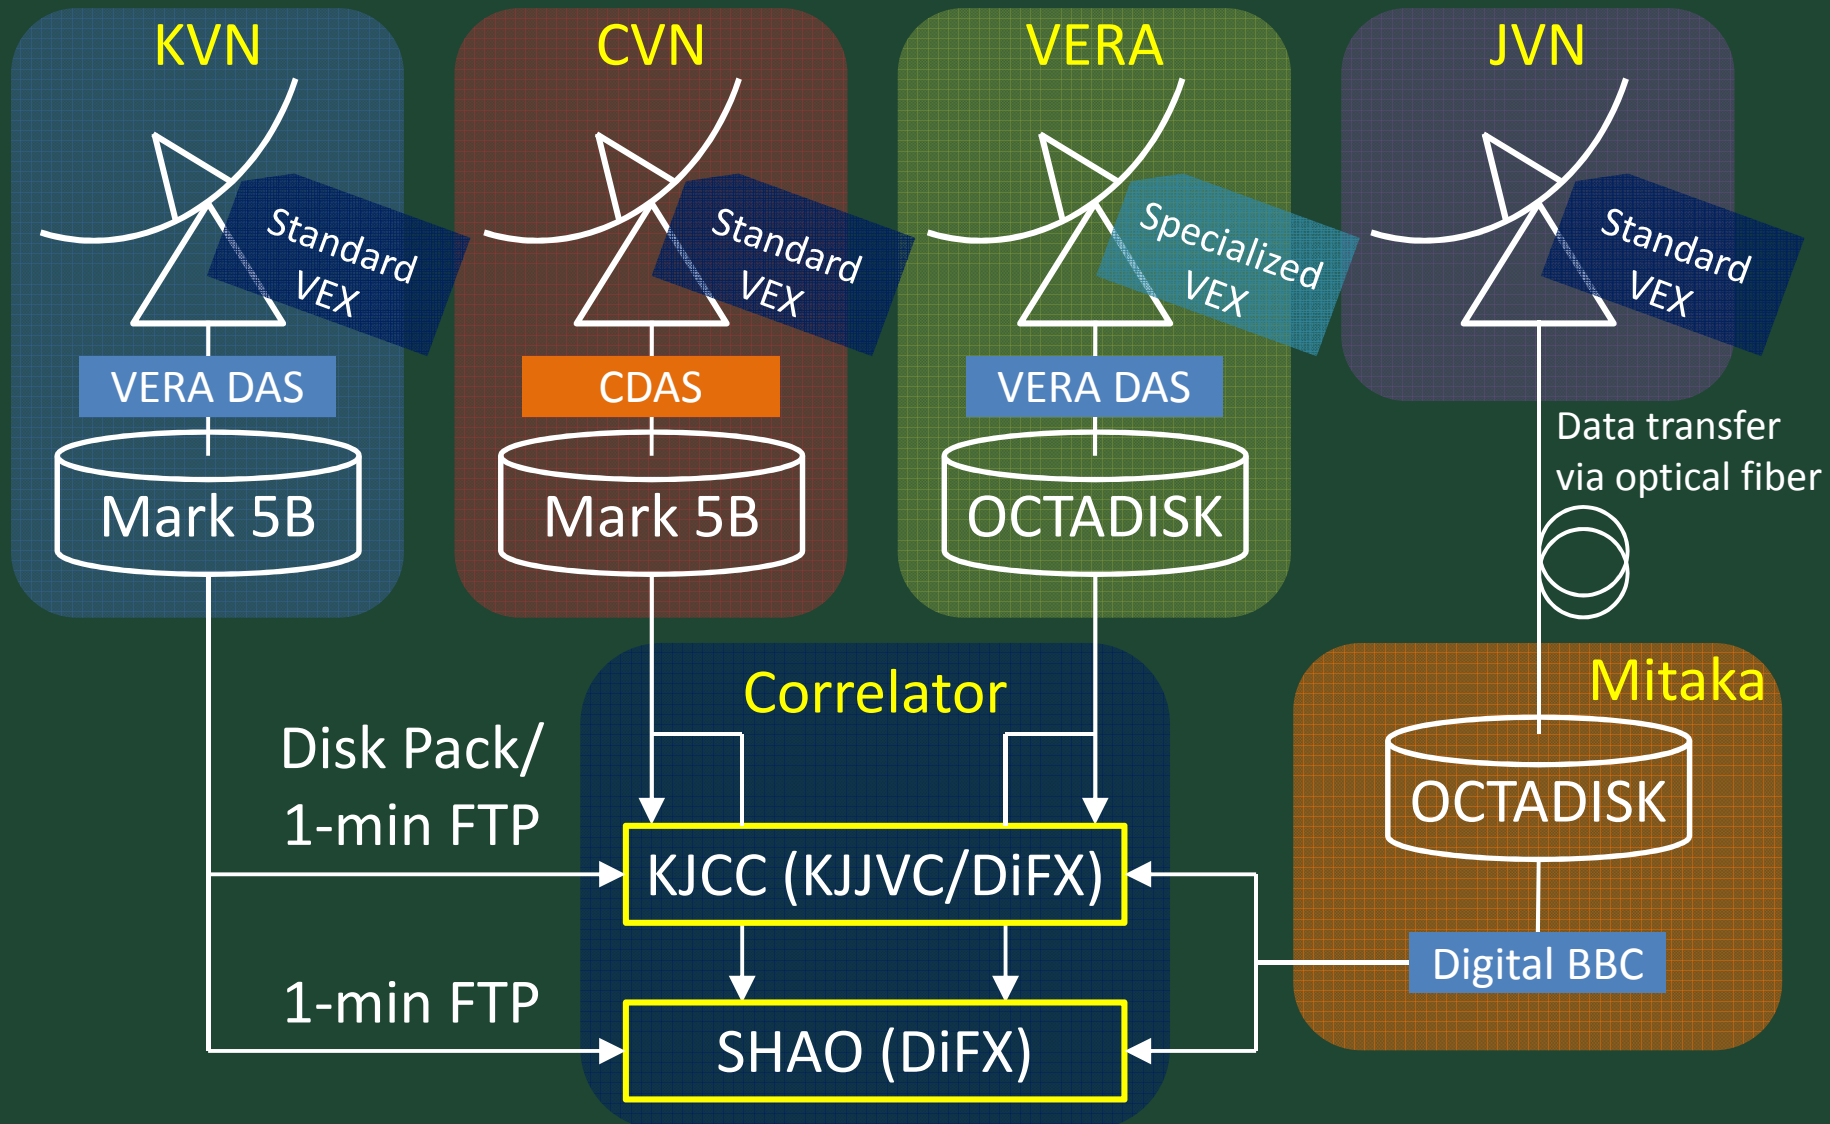 KVN
CVN
VERA
JVN
Standard
VEX
Standard
VEX
Specialized
VEX
Standard
VEX
VERA DAS
CDAS
VERA DAS
Data transfer
via optical fiber
Mark 5B
Mark 5B
OCTADISK
Correlator
Mitaka
Disk Pack/
1-min FTP
OCTADISK
KJCC (KJJVC/DiFX)
Digital BBC
1-min FTP
SHAO (DiFX)